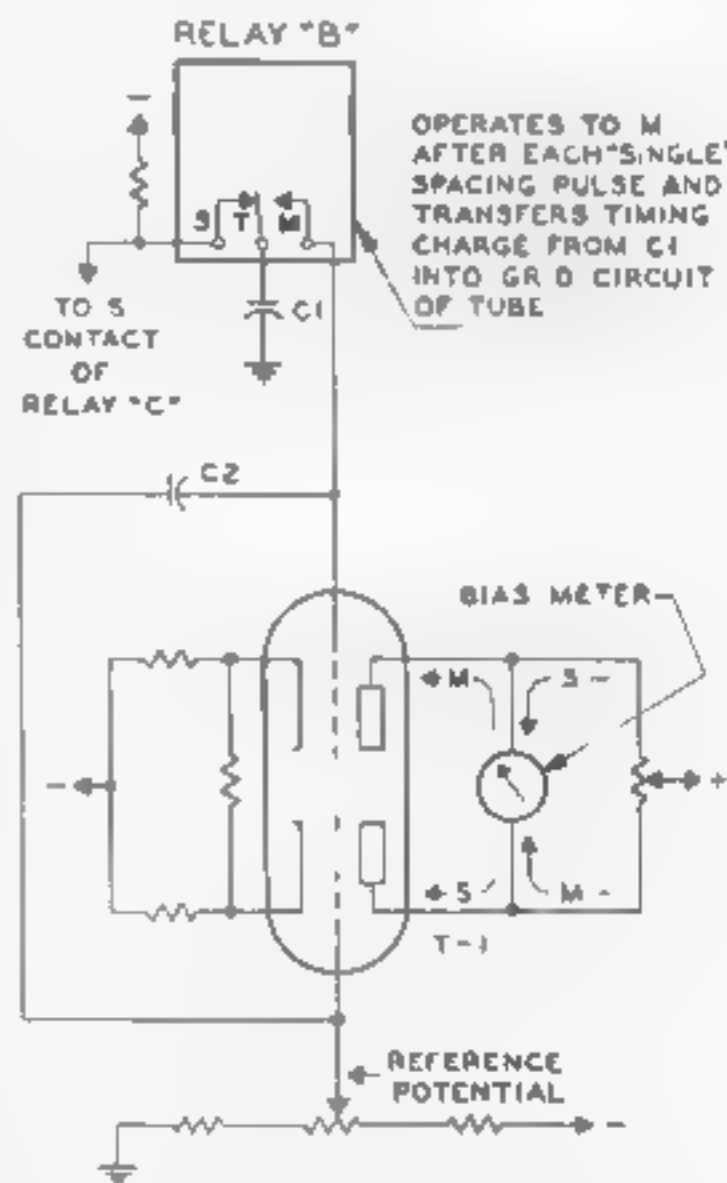 RELAY "B"
OPERATES TO M
AFTER EACH "SINGLE"
SPACING PULSE AND
TRANSFERS TIMING
CHARGE FROM C1
INTO GR D CIRCUIT
OF TUBE
-
S T M
C1
TO S
CONTACT
OF
RELAY "C"
C2
BIAS METER
M S
- +
S M
T-1
REFERENCE
POTENTIAL
-